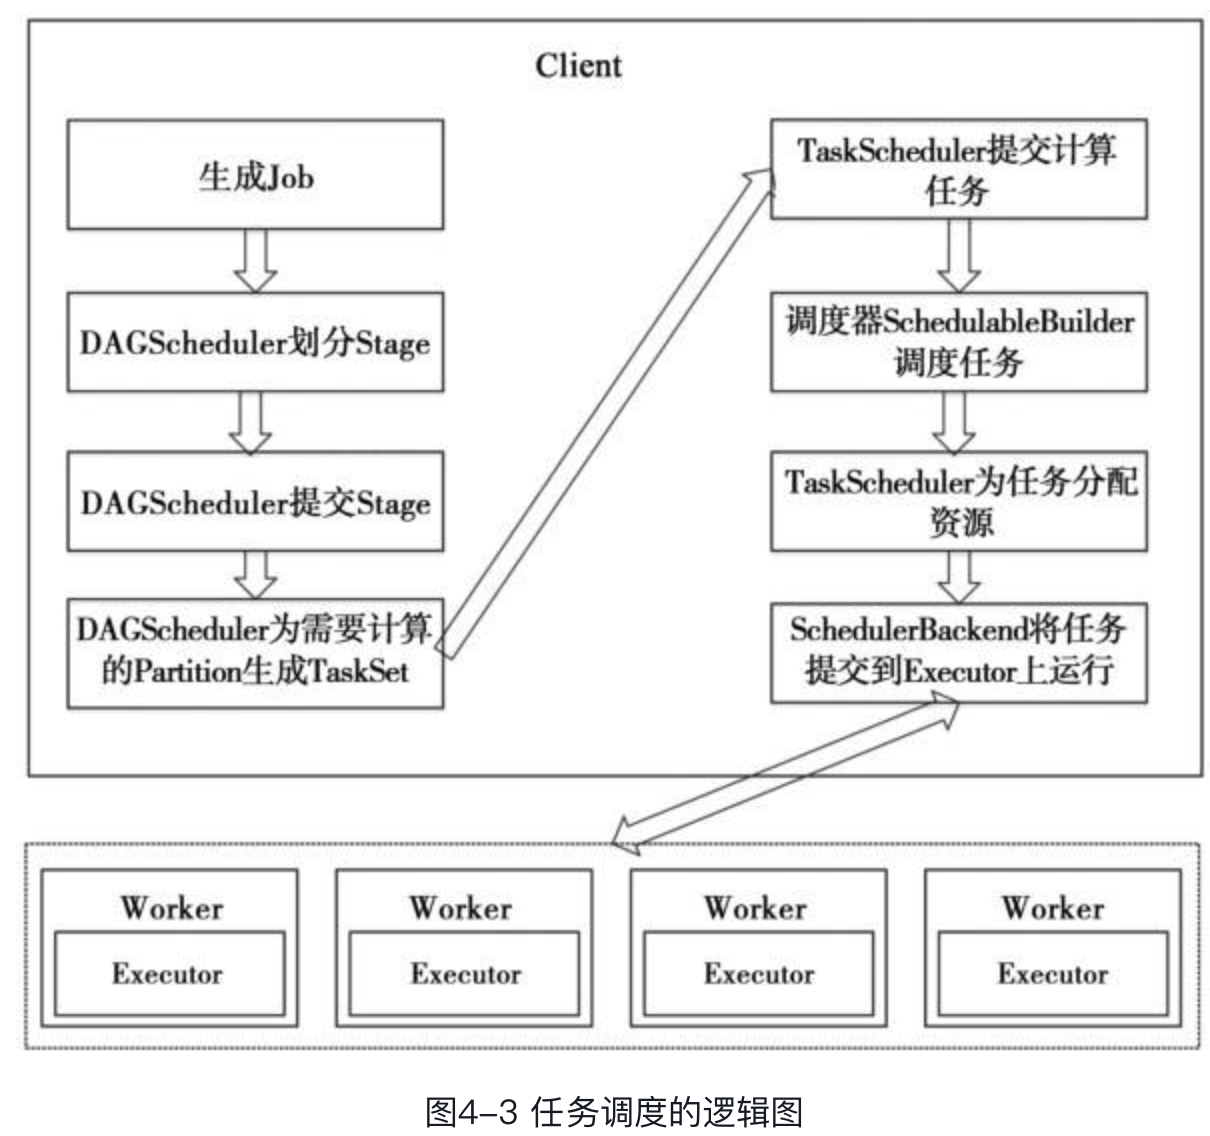 Client
生成Job
DAGScheduler划分Stage
DAGScheduler提交Stage
DAGScheduler为需要计算
的Partition生成TaskSet
TaskScheduler提交计算
任务
调度器SchedulableBuilder
调度任务
TaskScheduler为任务分配
资源
SchedulerBackend将任务
提交到Executor上运行
Worker
Executor
Worker
Executor
Worker
Executor
Worker
Executor
图4-3 任务调度的逻辑图